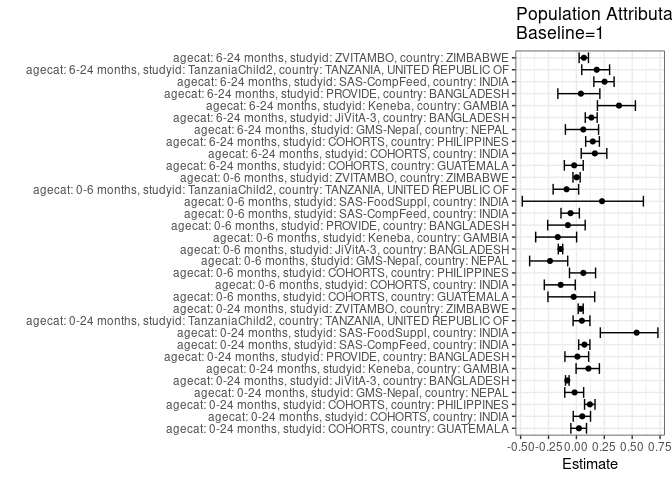 Population Attributa
Baseline=1
agecat: 6-24 months, studyid: ZVITAMBO, country: ZIMBABWE
agecat: 6-24 months, studyid: TanzaniaChild2, country: TANZANIA, UNITED REPUBLIC OF
agecat: 6-24 months, studyid: SAS-CompFeed, country: INDIA
agecat: 6-24 months, studyid: PROVIDE, country: BANGLADESH
agecat: 6-24 months, studyid: Keneba, country: GAMBIA
agecat: 6-24 months, studyid: JiVitA-3, country: BANGLADESH
agecat: 6-24 months, studyid: GMS-Nepal, country: NEPAL
agecat: 6-24 months, studyid: COHORTS, country: PHILIPPINES
agecat: 6-24 months, studyid: COHORTS, country: INDIA
agecat: 6-24 months, studyid: COHORTS, country: GUATEMALA
agecat: 0-6 months, studyid: ZVITAMBO, country: ZIMBABWE
agecat: 0-6 months, studyid: TanzaniaChild2, country: TANZANIA, UNITED REPUBLIC OF
agecat: 0-6 months, studyid: SAS-FoodSuppl, country: INDIA
agecat: 0-6 months, studyid: SAS-CompFeed, country: INDIA
agecat: 0-6 months, studyid: PROVIDE, country: BANGLADESH
agecat: 0-6 months, studyid: Keneba, country: GAMBIA
agecat: 0-6 months, studyid: JiVitA-3, country: BANGLADESH
agecat: 0-6 months, studyid: GMS-Nepal, country: NEPAL
agecat: 0-6 months, studyid: COHORTS, country: PHILIPPINES
agecat: 0-6 months, studyid: COHORTS, country: INDIA
agecat: 0-6 months, studyid: COHORTS, country: GUATEMALA
agecat: 0-24 months, studyid: ZVITAMBO, country: ZIMBABWE
agecat: 0-24 months, studyid: TanzaniaChild2, country: TANZANIA, UNITED REPUBLIC OF
agecat: 0-24 months, studyid: SAS-FoodSuppl, country: INDIA
agecat: 0-24 months, studyid: SAS-CompFeed, country: INDIA
agecat: 0-24 months, studyid: PROVIDE, country: BANGLADESH
agecat: 0-24 months, studyid: Keneba, country: GAMBIA
agecat: 0-24 months, studyid: JiVitA-3, country: BANGLADESH
agecat: 0-24 months, studyid: GMS-Nepal, country: NEPAL
agecat: 0-24 months, studyid: COHORTS, country: PHILIPPINES
agecat: 0-24 months, studyid: COHORTS, country: INDIA
agecat: 0-24 months, studyid: COHORTS, country: GUATEMALA
-0.50 -0.25 0.00 0.25 0.50 0.75
Estimate